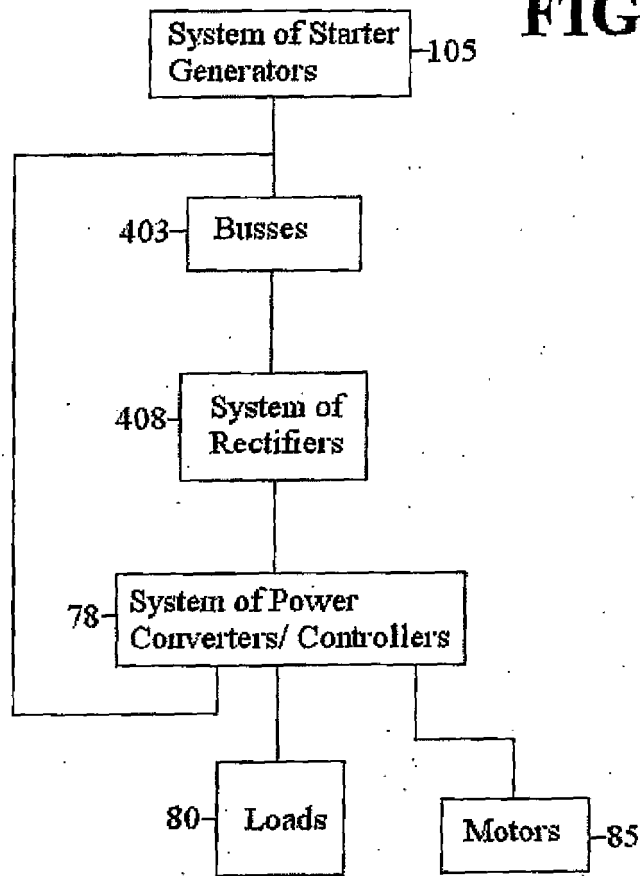 FIG
System of Starter
Generators
105
403
Busses
408
System of
Rectifiers
78
System of Power
Converters/ Controllers
80
Loads
Motors
85